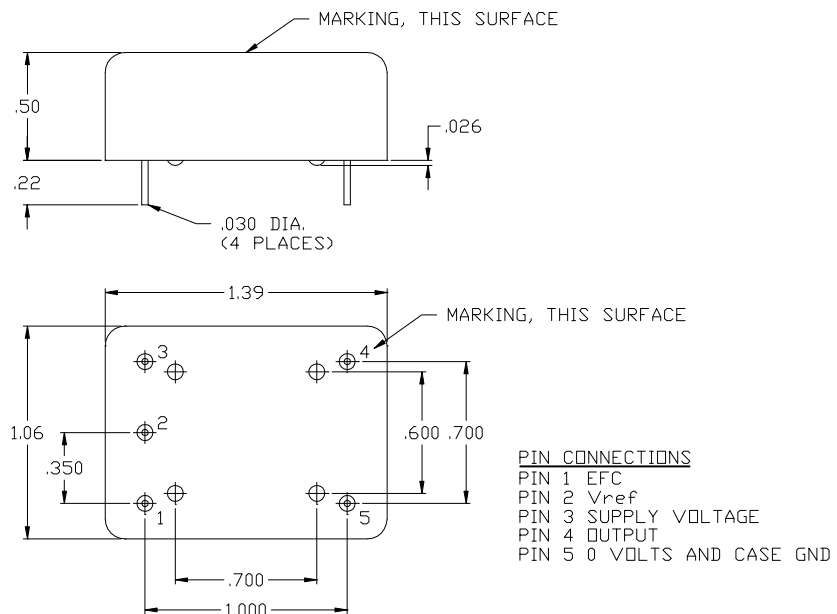 MARKING, THIS SURFACE
.50
.026
.22
.030 DIA.
(4 PLACES)
1.39
MARKING, THIS SURFACE
3
4
2
1.06
.350
.600
.700
1
5
.700
1.000
PIN CONNECTIONS
PIN 1 EFC
PIN 2 Vref
PIN 3 SUPPLY VOLTAGE
PIN 4 OUTPUT
PIN 5 0 VOLTS AND CASE GND